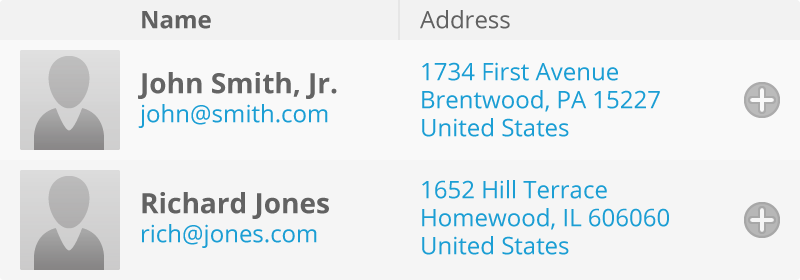 Name Address
John Smith, Jr.
john@smith.com
1734 First Avenue
Brentwood, PA 15227
United States
Richard Jones
rich@jones.com
1652 Hill Terrace
Homewood, IL 606060
United States